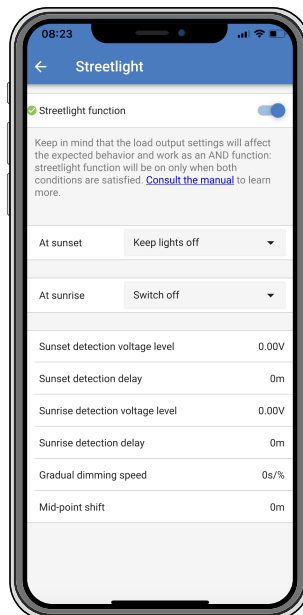 08:23
Streetlight
Streetlight function
Keep in mind that the load output settings will affect
the expected behavior and work as an AND function:
streetlight function will be on only when both
conditions are satisfied. Consult the manual to learn
more.
At sunset Keep lights off
At sunrise Switch off
Sunset detection voltage level 0.00V
Sunset detection delay 0m
Sunrise detection voltage level 0.00V
Sunrise detection delay 0m
Gradual dimming speed 0s/%
Mid-point shift 0m